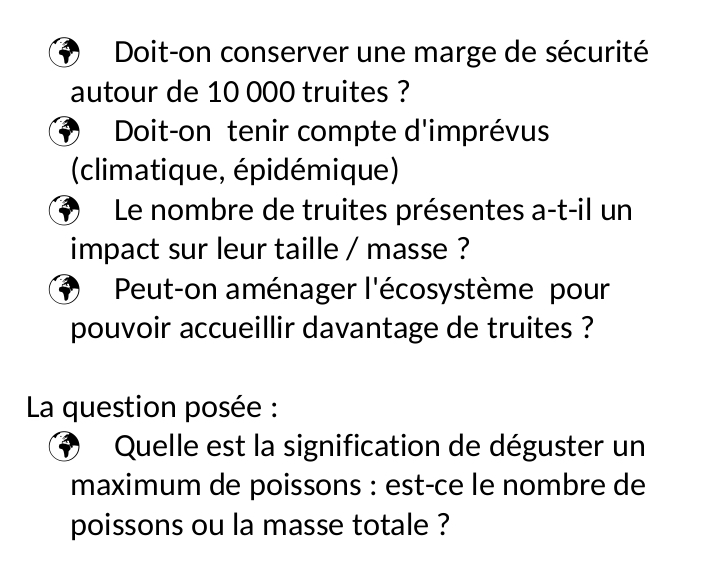 Doit-on conserver une marge de sécurité
autour de 10 000 truites ?
Doit-on  tenir compte d'imprévus
(climatique, épidémique)
Le nombre de truites présentes a-t-il un
impact sur leur taille / masse ?
Peut-on aménager l'écosystème  pour
pouvoir accueillir davantage de truites ?
La question posée :
Quelle est la signification de déguster un
maximum de poissons : est-ce le nombre de
poissons ou la masse totale ?